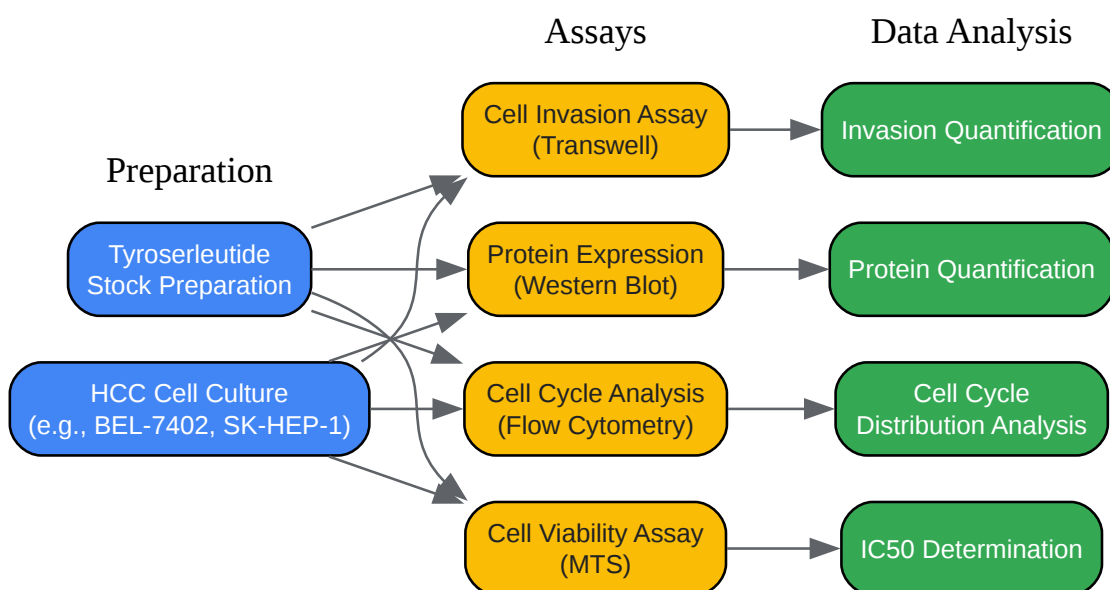 Preparation
Tyroserleutide
Stock Preparation
HCC Cell Culture
(e.g., BEL-7402, SK-HEP-1)
Assays
Cell Invasion Assay
(Transwell)
Protein Expression
(Western Blot)
Cell Cycle Analysis
(Flow Cytometry)
Cell Viability Assay
(MTS)
Data Analysis
Invasion Quantification
Protein Quantification
Cell Cycle
Distribution Analysis
IC50 Determination